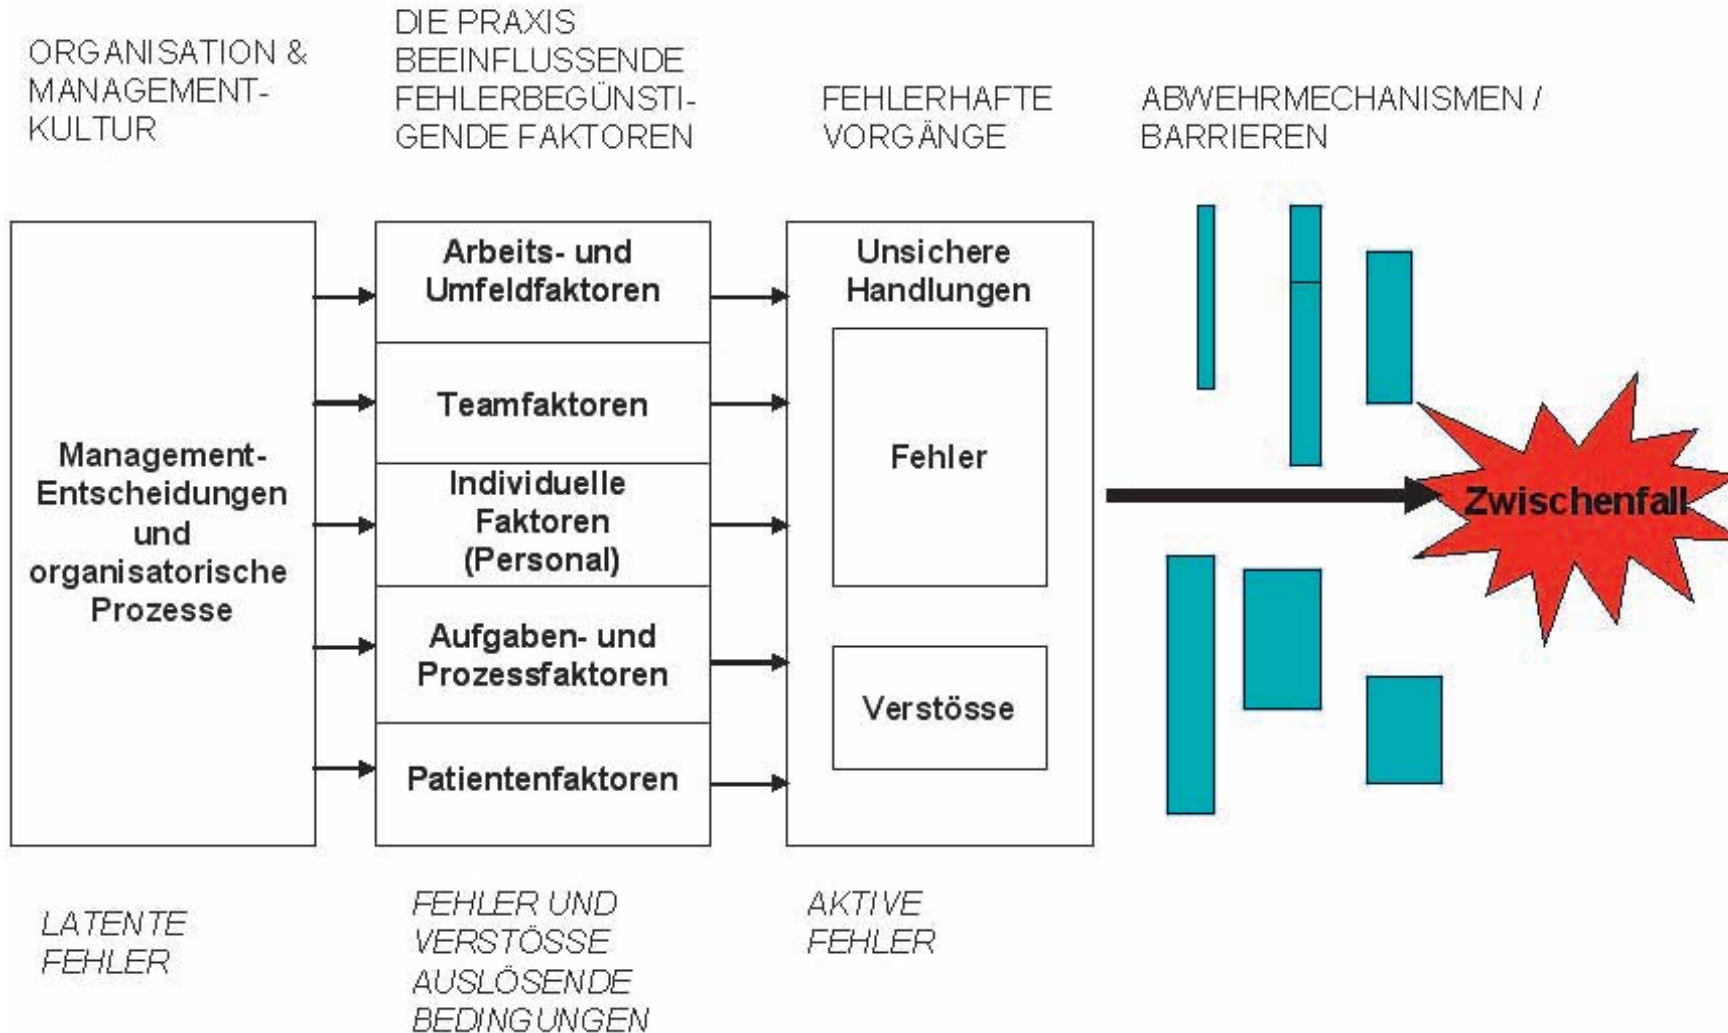 ORGANISATION &
MANAGEMENT-
KULTUR
DIE PRAXIS
BEEINFLUSSENDE
FEHLERBEGÜNSTI-
GENDE FAKTOREN
FEHLERHAFTE
VORGÄNGE
ABWEHRMECHANISMEN /
BARRIEREN
Management-
Entscheidungen
und
organisatorische
Prozesse
Arbeits- und
Umfeldfaktoren
Teamfaktoren
Individuelle
Faktoren
(Personal)
Aufgaben- und
Prozessfaktoren
Patientenfaktoren
Unsichere
Handlungen
Fehler
Verstösse
Zwischenfall
LATENTE
FEHLER
FEHLER UND
VERSTÖSSE
AUSLÖSENDE
BEDINGUNGEN
AKTIVE
FEHLER